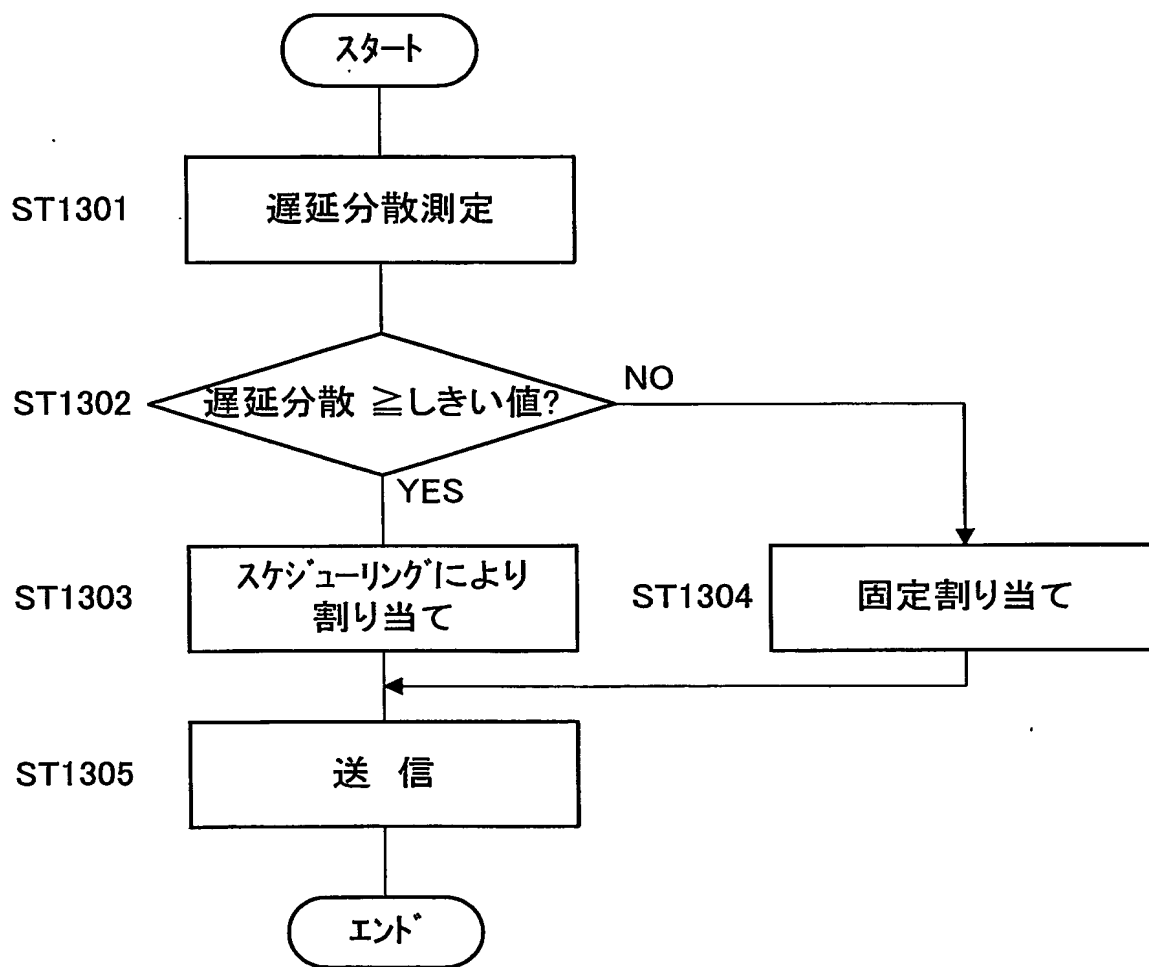 スタート
ST1301
遅延分散測定
ST1302
遅延分散 ≧しきい値?
NO
YES
ST1303
スケジューリングにより
割り当て
ST1304
固定割り当て
ST1305
送 信
エンド